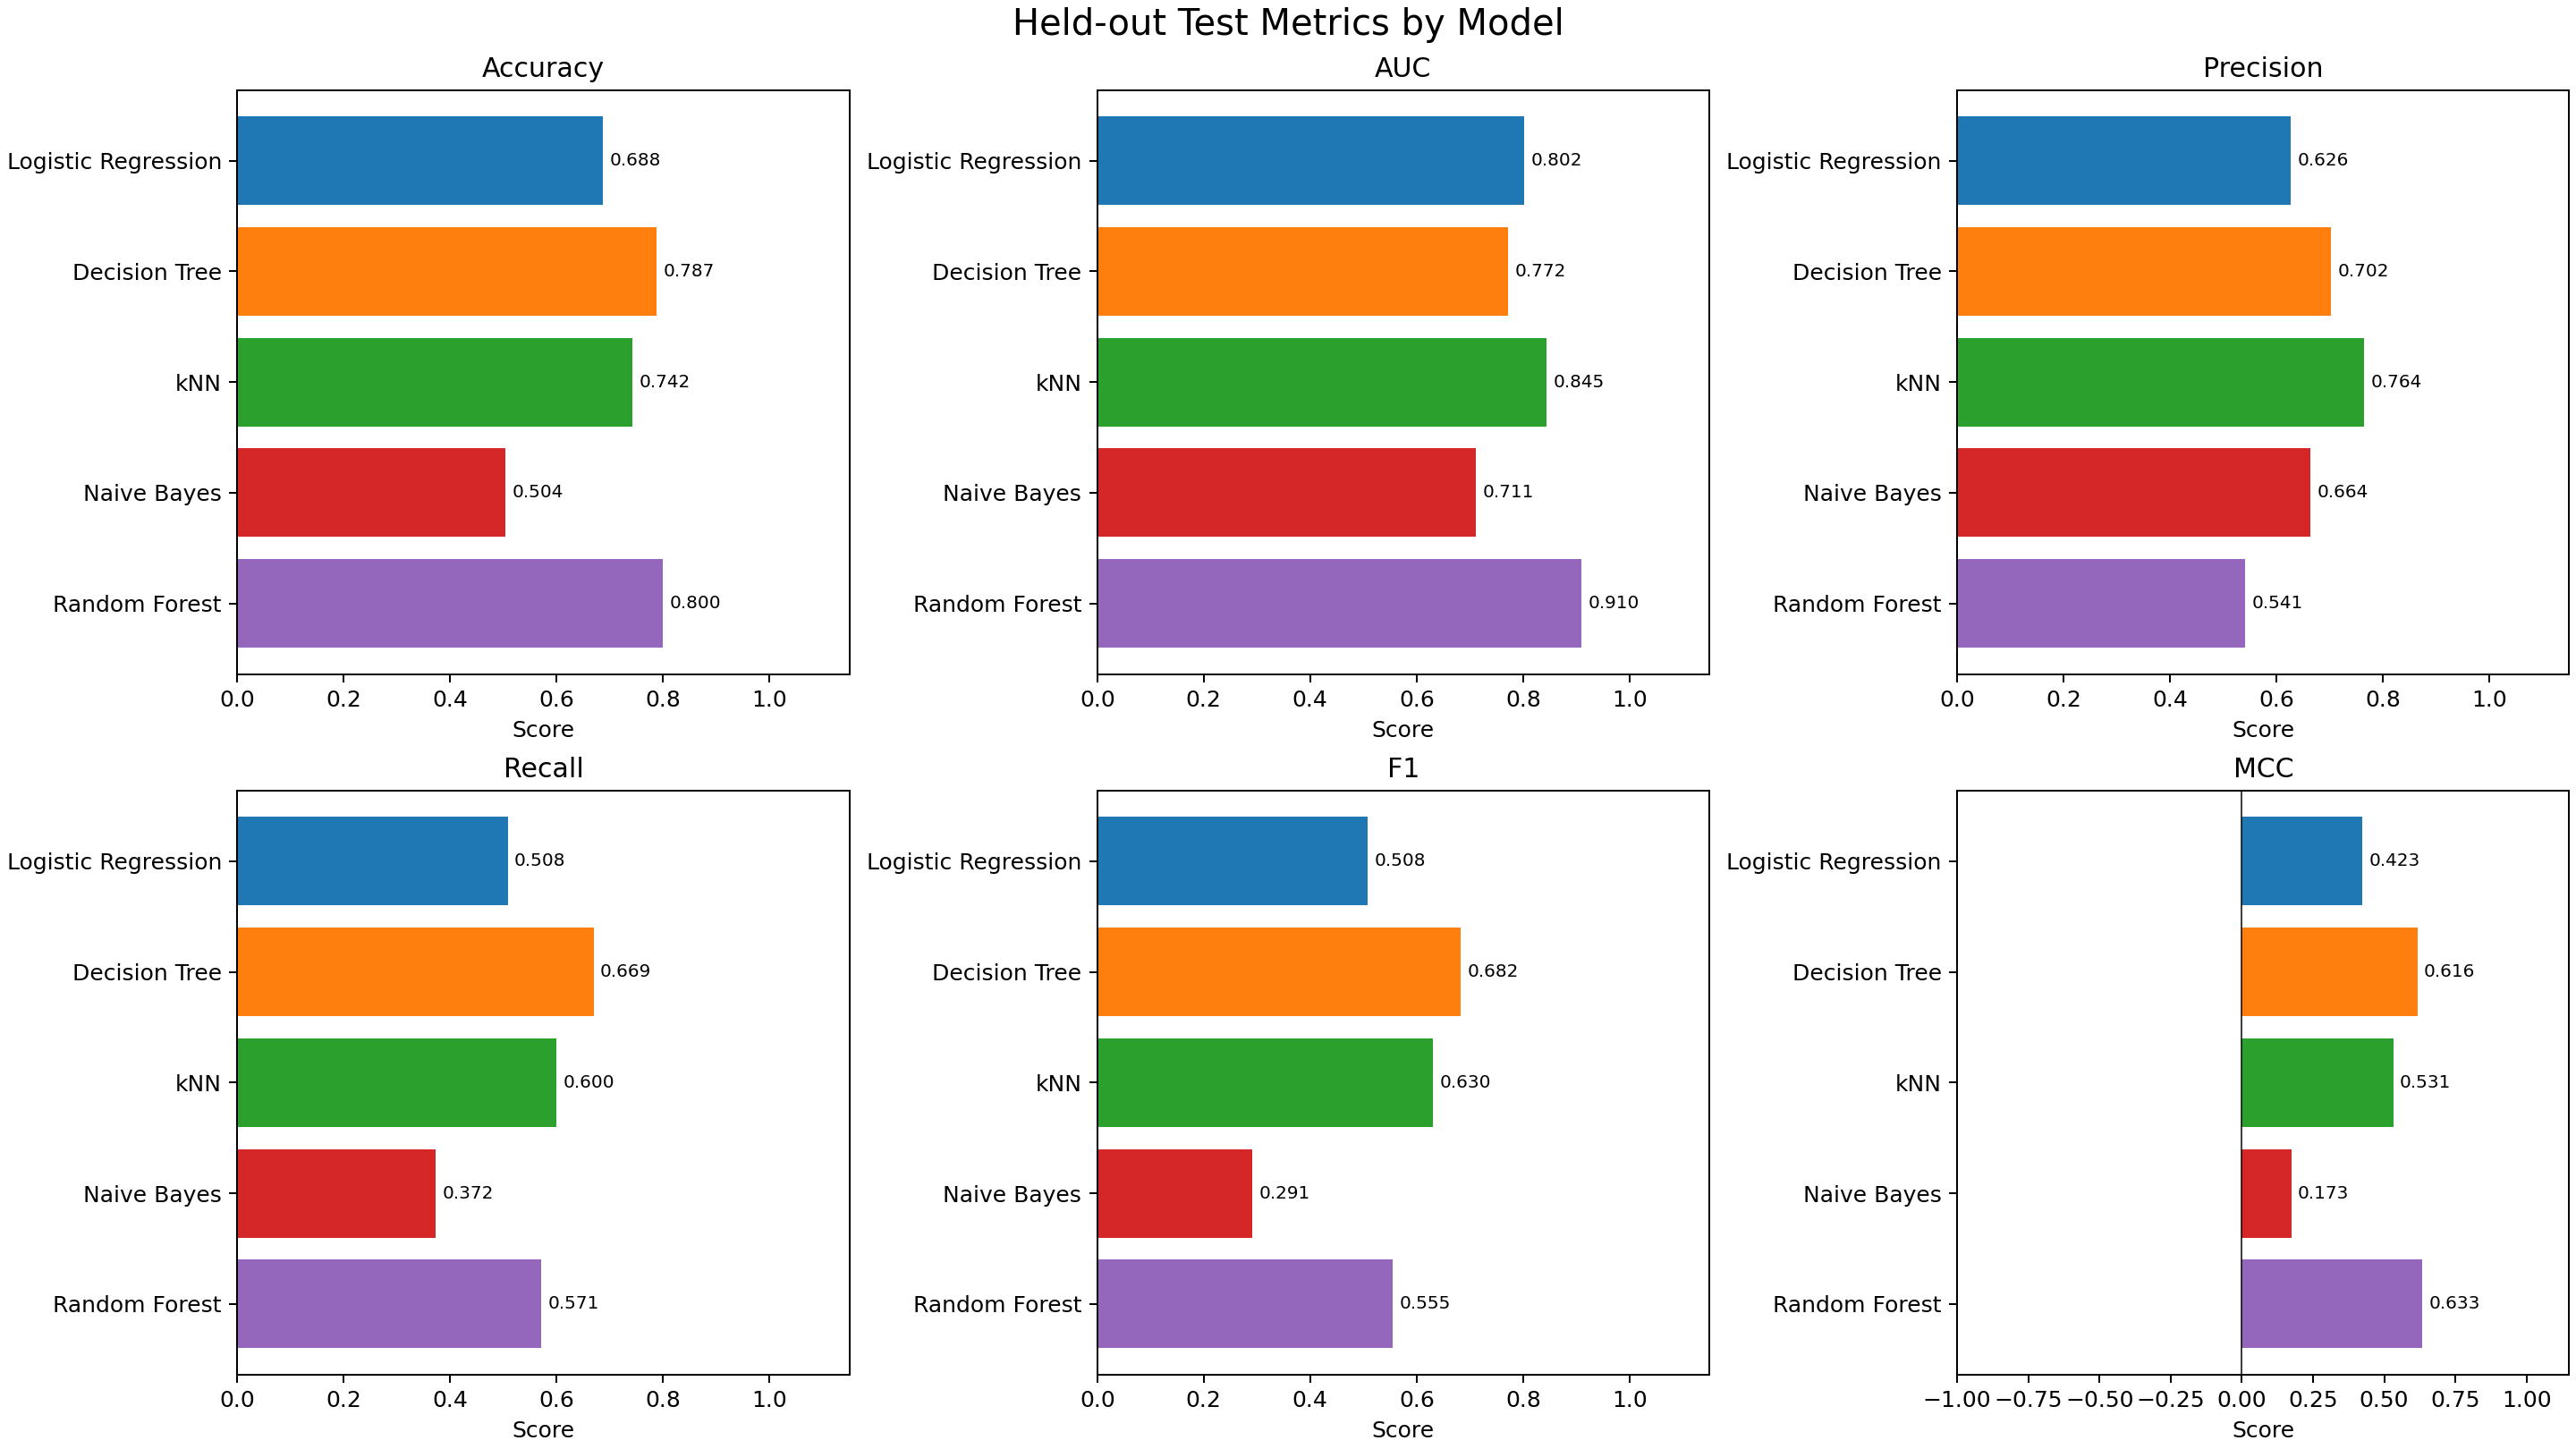 Held-out Test Metrics by Model
Accuracy
Logistic Regression
0.688
Decision Tree
0.787
kNN
0.742
Naive Bayes
0.504
Random Forest
0.800
0.0 0.2 0.4 0.6 0.8 1.0
Score
AUC
Logistic Regression
0.802
Decision Tree
0.772
kNN
0.845
Naive Bayes
0.711
Random Forest
0.910
0.0 0.2 0.4 0.6 0.8 1.0
Score
Precision
Logistic Regression
0.626
Decision Tree
0.702
kNN
0.764
Naive Bayes
0.664
Random Forest
0.541
0.0 0.2 0.4 0.6 0.8 1.0
Score
Recall
Logistic Regression
0.508
Decision Tree
0.669
kNN
0.600
Naive Bayes
0.372
Random Forest
0.571
0.0 0.2 0.4 0.6 0.8 1.0
Score
F1
Logistic Regression
0.508
Decision Tree
0.682
kNN
0.630
Naive Bayes
0.291
Random Forest
0.555
0.0 0.2 0.4 0.6 0.8 1.0
Score
MCC
Logistic Regression
0.423
Decision Tree
0.616
kNN
0.531
Naive Bayes
0.173
Random Forest
0.633
−1.00 −0.75 −0.50 −0.25 0.00 0.25 0.50 0.75 1.00
Score